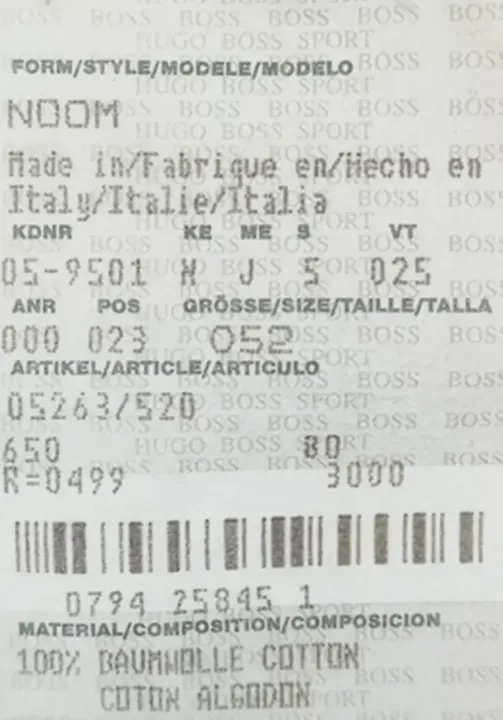 FORM/STYLE/MODELE/MODELO
NOOM
Made in/Fabrique en/Hecho en
Italy/Italie/Italia
KDNR KE ME S VT
05-9501 N J S 025
ANR POS GRÖSSE/SIZE/TAILLE/TALLA
000 023 052
ARTIKEL/ARTICLE/ARTICULO
05263/520
650 80
R=0499 3000
0794 25845 1
MATERIAL/COMPOSITION/COMPOSICION
100% BAUMWOLLE COTTON
COTON ALGODON